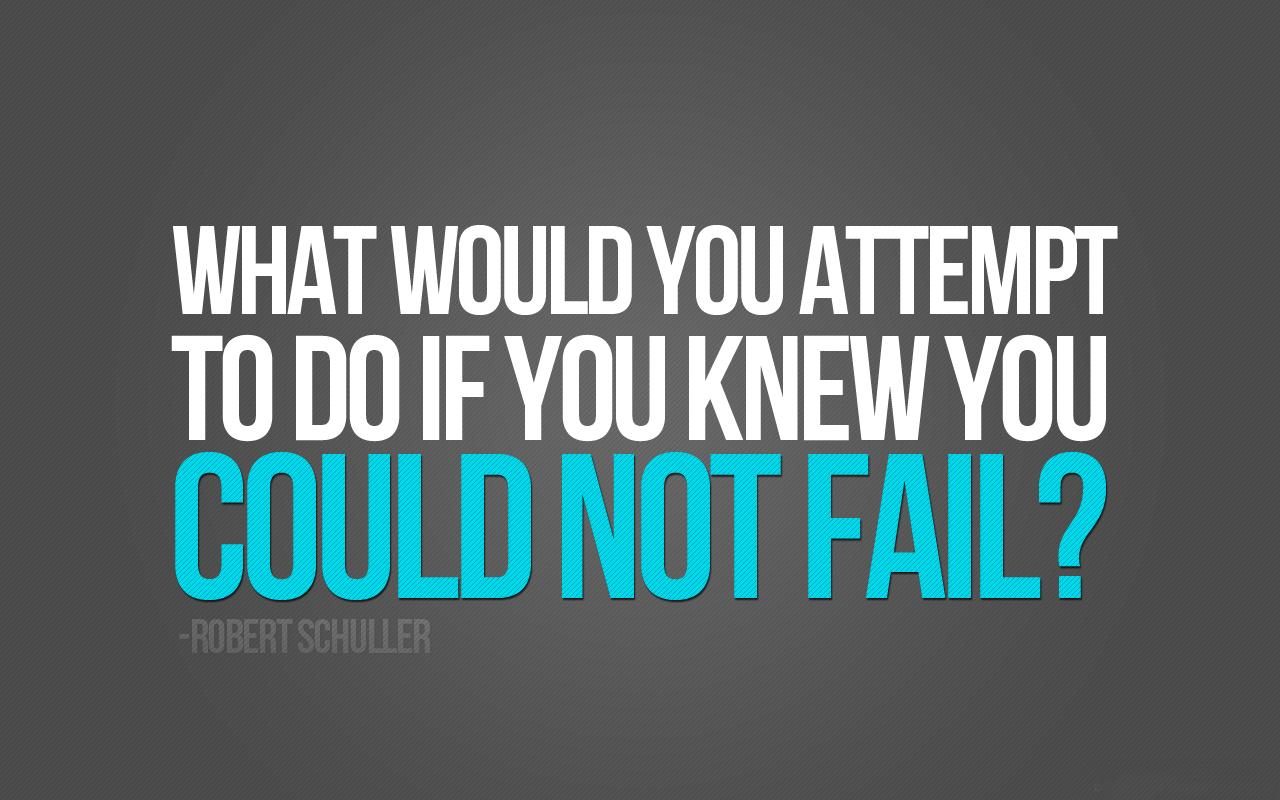 WHAT WOULD YOU ATTEMPT
TO DO IF YOU KNEW YOU
COULD NOT FAIL?
-ROBERT SCHULLER